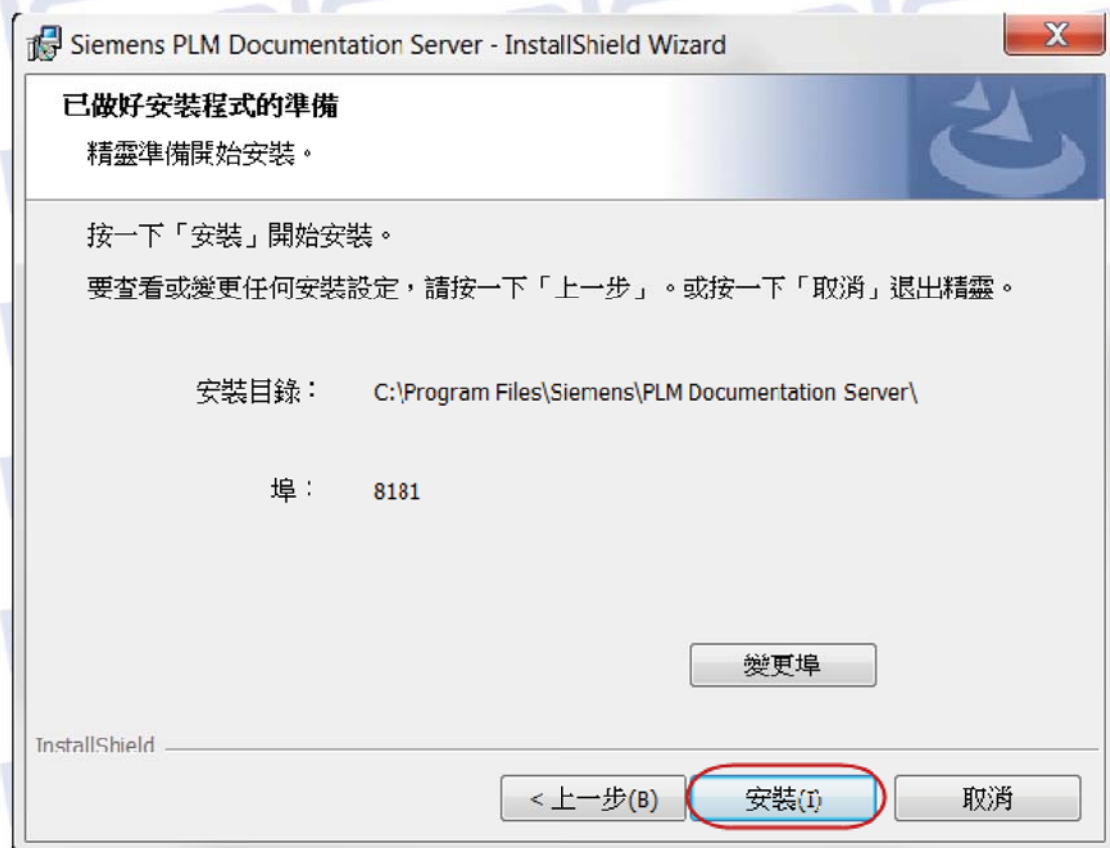 Siemens PLM Documentation Server - InstallShield Wizard
已做好安裝程式的準備
精靈準備開始安裝。
按一下「安裝」開始安裝。
要查看或變更任何安裝設定，請按一下「上一步」。或按一下「取消」退出精靈。
安裝目錄： C:\Program Files\Siemens\PLM Documentation Server\
埠： 8181
變更埠
InstallShield
< 上一步(B) 安裝(I) 取消